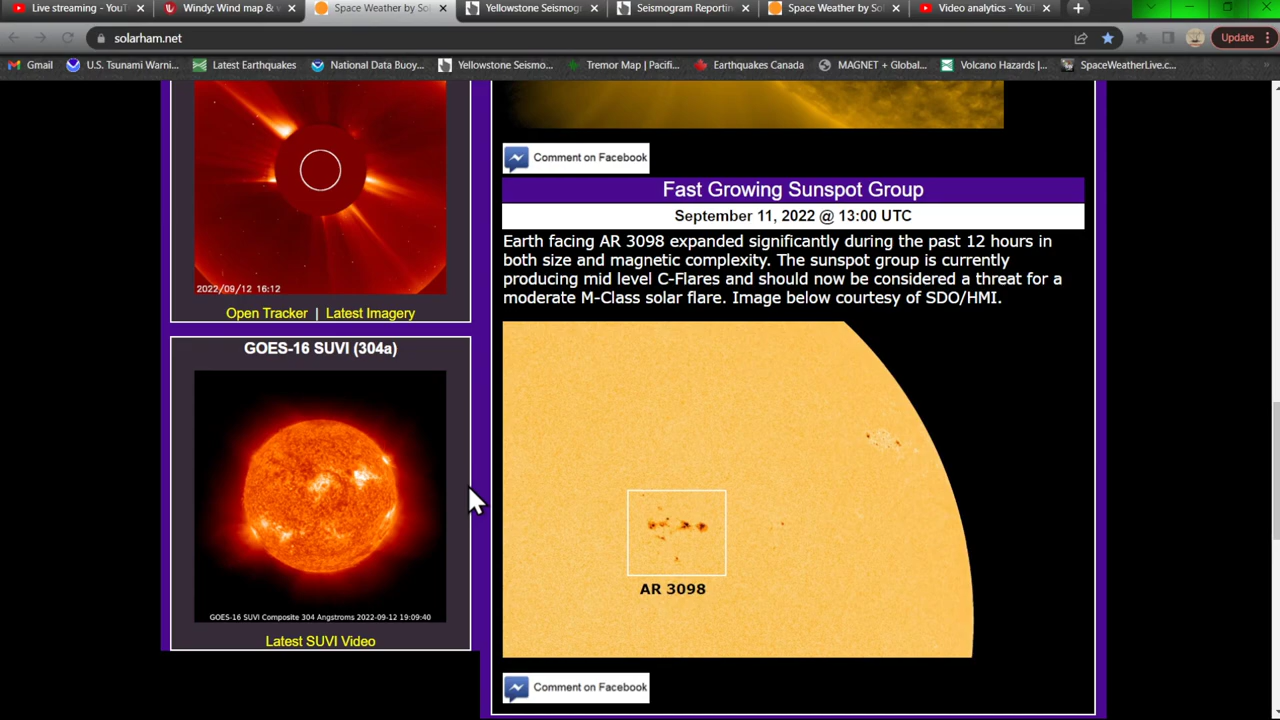 Live streaming - YouT
Windy: Wind map & 
Space Weather by Sol
Yellowstone Seismog
Seismogram Reportin
Space Weather by Sol
Video analytics - YouT
solarham.net
Update
Gmail
U.S. Tsunami Warni...
Latest Earthquakes
National Data Buoy...
Yellowstone Seismo...
Tremor Map | Pacifi...
Earthquakes Canada
MAGNET + Global...
Volcano Hazards |...
SpaceWeatherLive.c...
2022/09/12 16:12
Open Tracker | Latest Imagery
GOES-16 SUVI (304a)
GOES-16 SUVI Composite 304 Angstroms 2022-09-12 19:09:40
Latest SUVI Video
Comment on Facebook
Fast Growing Sunspot Group
September 11, 2022 @ 13:00 UTC
Earth facing AR 3098 expanded significantly during the past 12 hours in
both size and magnetic complexity. The sunspot group is currently
producing mid level C-Flares and should now be considered a threat for a
moderate M-Class solar flare. Image below courtesy of SDO/HMI.
AR 3098
Comment on Facebook